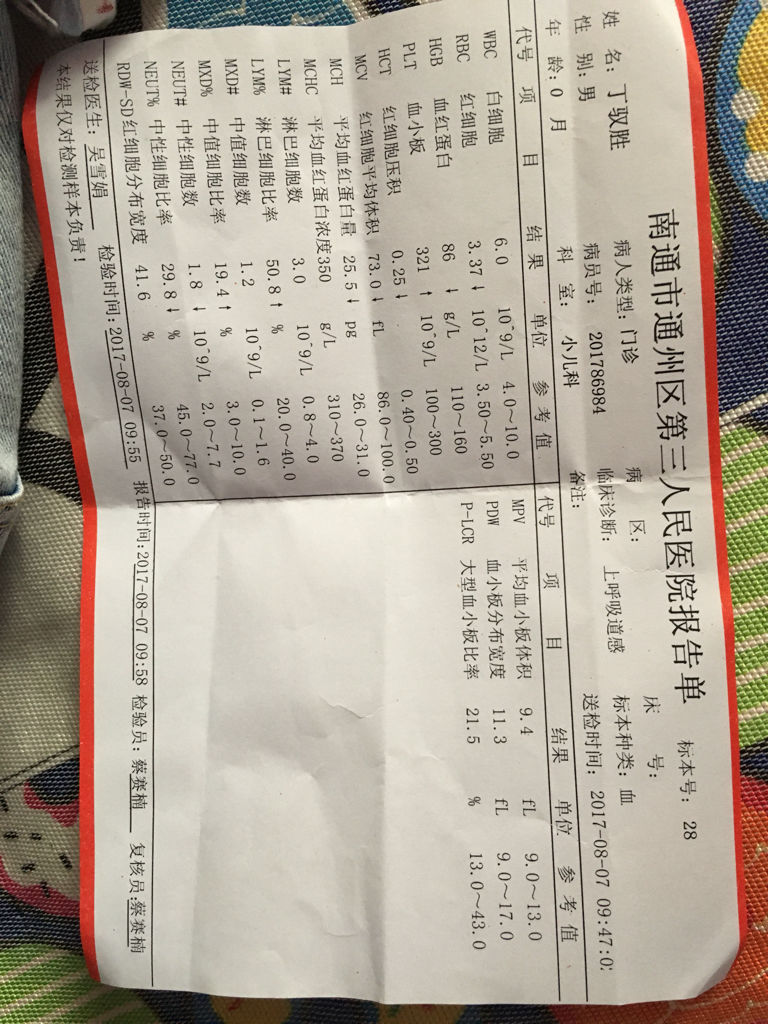 南通市通州区第三人民医院报告单
标本号: 28
姓 名: 丁驭胜 病人类型: 门诊 病 区: 床 号:
性 别: 男 病员号: 201786984 临床诊断: 上呼吸道感 标本种类: 血
年 龄: 0 月 科 室: 小儿科 备注: 送检时间: 2017-08-07 09:47:0
代号 项 目 结 果 单位 参 考 值 代号 项 目 结果 单位 参 考 值
WBC 白细胞 6.0 10^9/L 4.0~10.0 MPV 平均血小板体积 9.4 fL 9.0~13.0
RBC 红细胞 3.37 ↓ 10^12/L 3.50~5.50 PDW 血小板分布宽度 11.3 fL 9.0~17.0
HGB 血红蛋白 86 ↓ g/L 110~160 P-LCR 大型血小板比率 21.5 % 13.0~43.0
PLT 血小板 321 ↑ 10^9/L 100~300
HCT 红细胞压积 0.25 ↓ 0.40~0.50
MCV 红细胞平均体积 73.0 ↓ fL 86.0~100.0
MCH 平均血红蛋白量 25.5 ↓ pg 26.0~31.0
MCHC 平均血红蛋白浓度 350 g/L 310~370
LYM# 淋巴细胞数 3.0 10^9/L 0.8~4.0
LYM% 淋巴细胞比率 50.8 ↑ % 20.0~40.0
MXD# 中值细胞数 1.2 10^9/L 0.1~1.6
MXD% 中值细胞比率 19.4 ↑ % 3.0~10.0
NEUT# 中性细胞数 1.8 ↓ 10^9/L 2.0~7.7
NEUT% 中性细胞比率 29.8 ↓ % 45.0~77.0
RDW-SD 红细胞分布宽度 41.6 % 37.0~50.0
送检医生: 吴雪娟 检验时间: 2017-08-07 09:55 报告时间: 2017-08-07 09:58 检验员: 蔡赛楠 复核员: 蔡赛楠
本结果仅对检测样本负责!